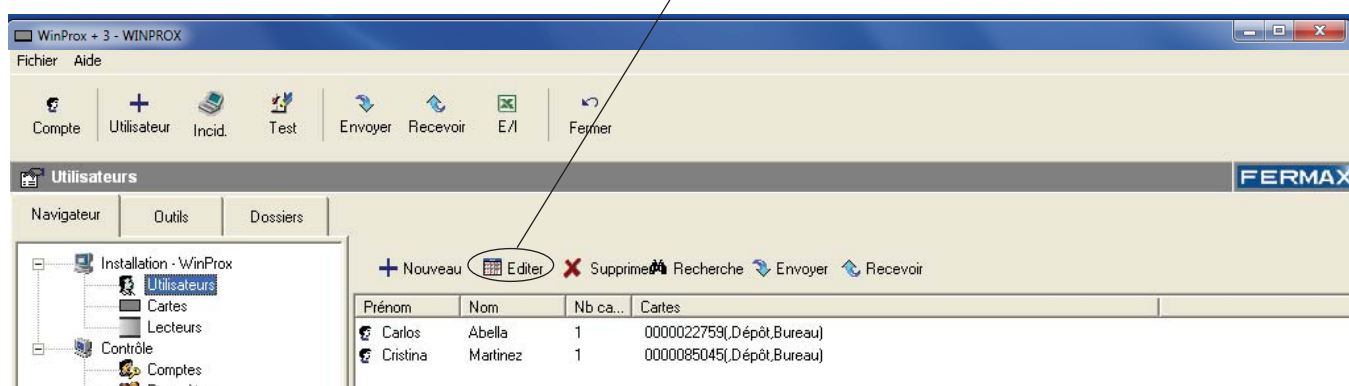 WinProx + 3 - WINPROX
Fichier Aide
Compte Utilisateur Incid. Test Envoyer Recevoir E/I Fermer
Utilisateurs FERMAX
Navigateur Outils Dossiers
Installation - WinProx
Utilisateurs
Cartes
Lecteurs
Contrôle
Comptes
Nouveau Editer Supprime Recherche Envoyer Recevoir
Prénom Nom Nb ca... Cartes
Carlos Abella 1 0000022759(,Dépôt,Bureau)
Cristina Martinez 1 0000085045(,Dépôt,Bureau)